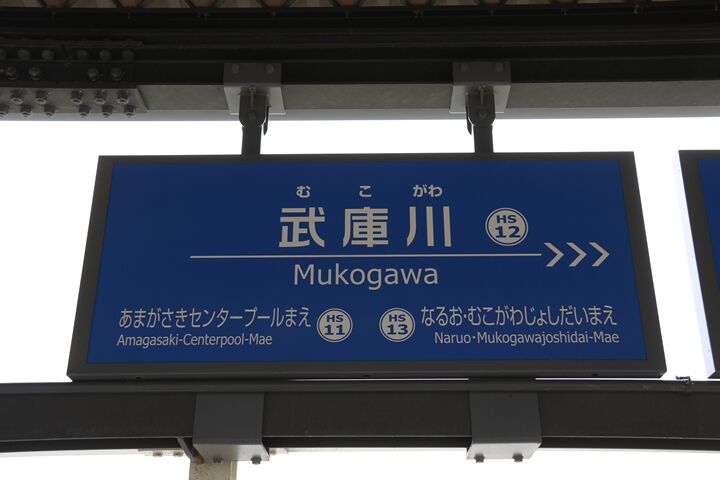 む こ がわ
武庫川 HS 12
Mukogawa
あまがさきセンタープールまえ HS 11 HS 13 なるお・むこがわじょしだいまえ
Amagasaki-Centerpool-Mae Naruo・Mukogawajoshidai-Mae